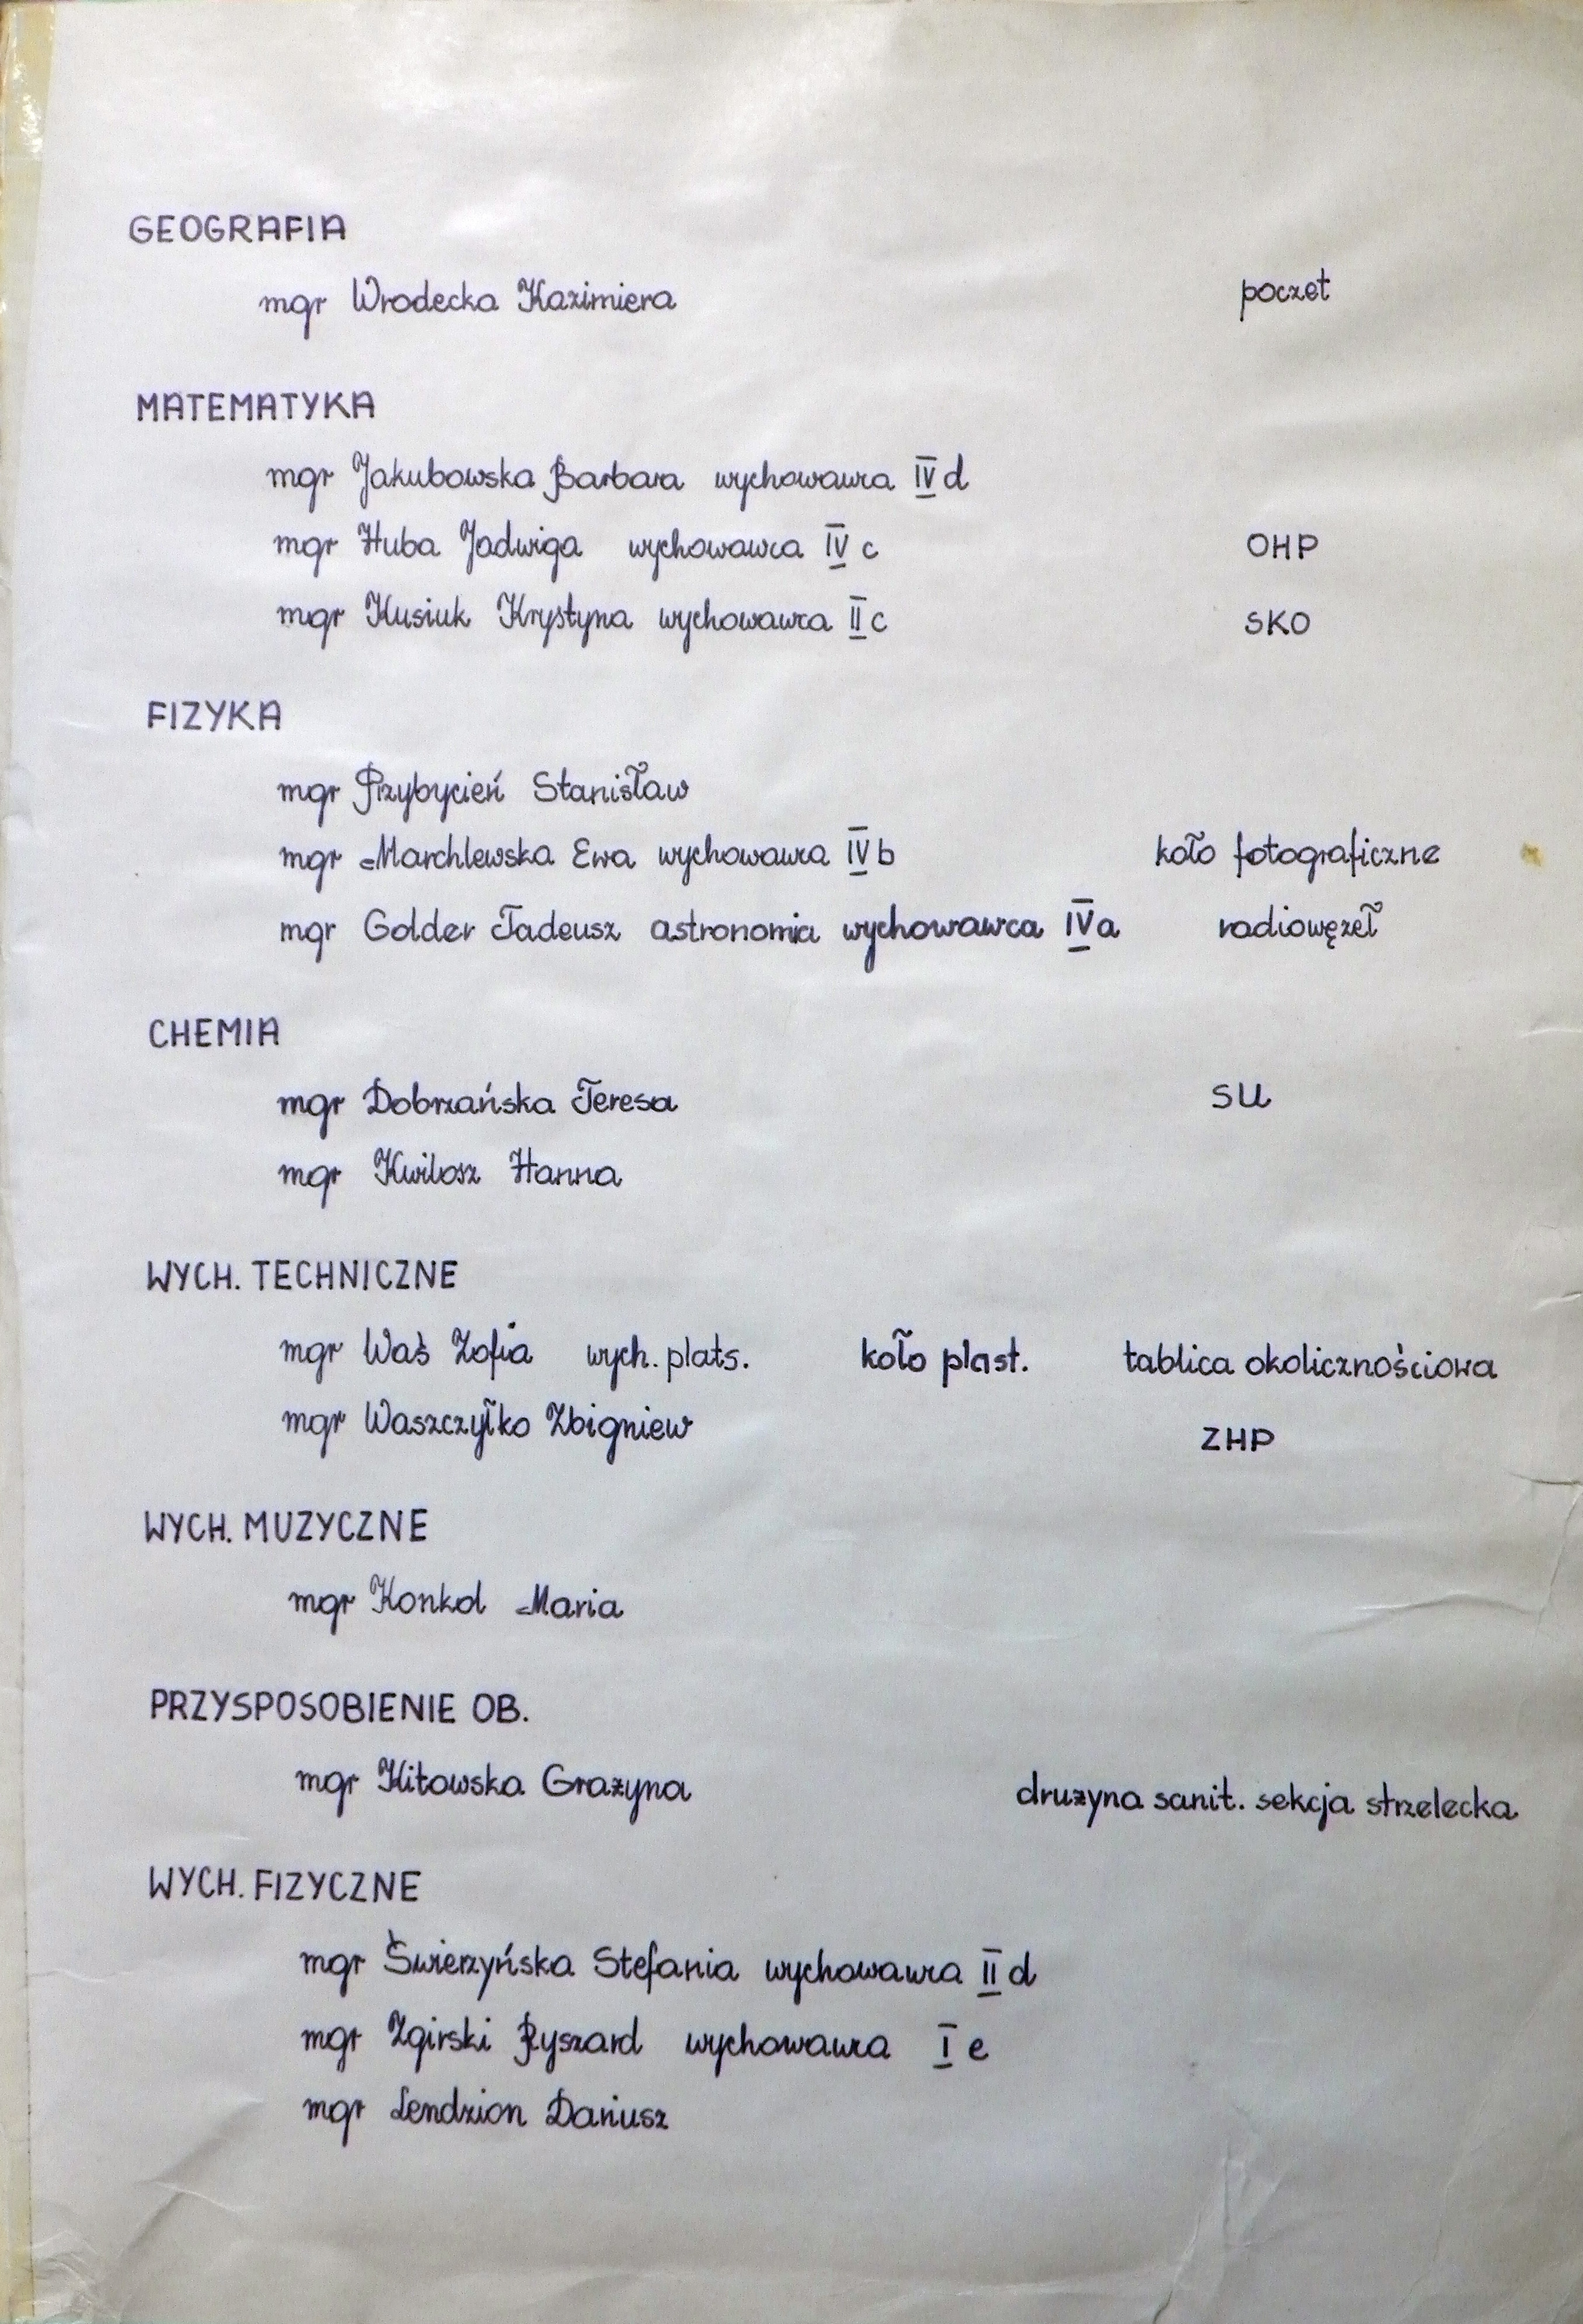 GEOGRAFIA
mgr Wrodecka Kazimiera poczet
MATEMATYKA
mgr Jakubowska Barbara wychowawca IV d
mgr Huba Jadwiga wychowawca IV c OHP
mgr Kusiuk Krystyna wychowawca II c SKO
FIZYKA
mgr Przybycień Stanisław
mgr Marchlewska Ewa wychowawca IV b koło fotograficzne
mgr Golder Tadeusz astronomia wychowawca IV a radiowęzeł
CHEMIA
mgr Dobrzańska Teresa SU
mgr Kwilosz Hanna
WYCH. TECHNICZNE
mgr Waś Zofia wych. plats. koło plast. tablica okolicznościowa
mgr Waszczyłko Zbigniew ZHP
WYCH. MUZYCZNE
mgr Konkol Maria
PRZYSPOSOBIENIE OB.
mgr Kitowska Grażyna drużyna sanit. sekcja strzelecka
WYCH. FIZYCZNE
mgr Świerzyńska Stefania wychowawca II d
mgr Zgirski Ryszard wychowawca I e
mgr Lendzion Dariusz